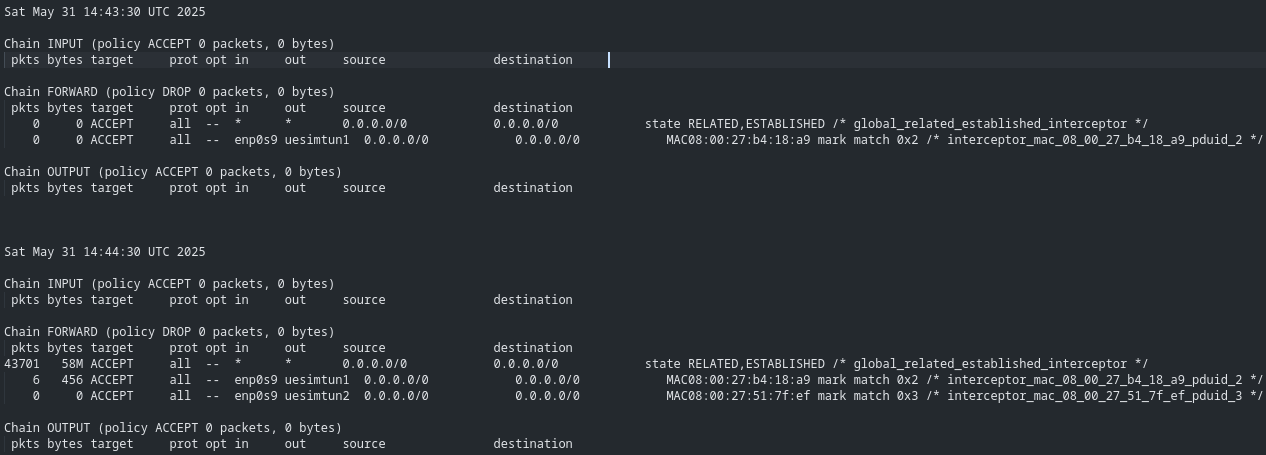 Sat May 31 14:43:30 UTC 2025
Chain INPUT (policy ACCEPT 0 packets, 0 bytes)
pkts bytes target     prot opt in     out     source               destination
Chain FORWARD (policy DROP 0 packets, 0 bytes)
pkts bytes target     prot opt in     out     source               destination
0     0 ACCEPT     all  --  *      *       0.0.0.0/0            0.0.0.0/0            state RELATED,ESTABLISHED /* global_related_established_interceptor */
0     0 ACCEPT     all  --  enp0s9 uesimtun1  0.0.0.0/0            0.0.0.0/0            MAC08:00:27:b4:18:a9 mark match 0x2 /* interceptor_mac_08_00_27_b4_18_a9_pduid_2 */
Chain OUTPUT (policy ACCEPT 0 packets, 0 bytes)
pkts bytes target     prot opt in     out     source               destination
Sat May 31 14:44:30 UTC 2025
Chain INPUT (policy ACCEPT 0 packets, 0 bytes)
pkts bytes target     prot opt in     out     source               destination
Chain FORWARD (policy DROP 0 packets, 0 bytes)
pkts bytes target     prot opt in     out     source               destination
43701   58M ACCEPT     all  --  *      *       0.0.0.0/0            0.0.0.0/0            state RELATED,ESTABLISHED /* global_related_established_interceptor */
6   456 ACCEPT     all  --  enp0s9 uesimtun1  0.0.0.0/0            0.0.0.0/0            MAC08:00:27:b4:18:a9 mark match 0x2 /* interceptor_mac_08_00_27_b4_18_a9_pduid_2 */
0     0 ACCEPT     all  --  enp0s9 uesimtun2  0.0.0.0/0            0.0.0.0/0            MAC08:00:27:51:7f:ef mark match 0x3 /* interceptor_mac_08_00_27_51_7f_ef_pduid_3 */
Chain OUTPUT (policy ACCEPT 0 packets, 0 bytes)
pkts bytes target     prot opt in     out     source               destination